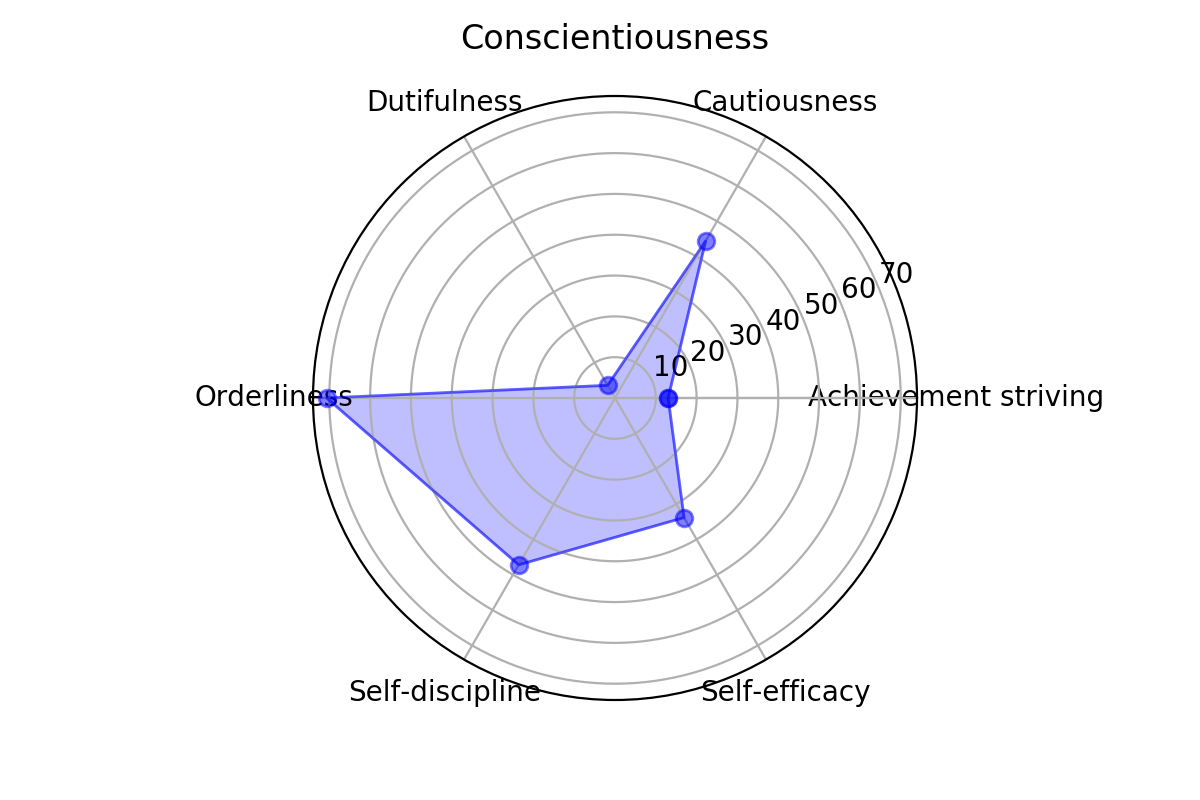 Conscientiousness
Dutifulness
Cautiousness
70
60
50
40
30
20
10
Orderliness
Achievement striving
Self-discipline
Self-efficacy